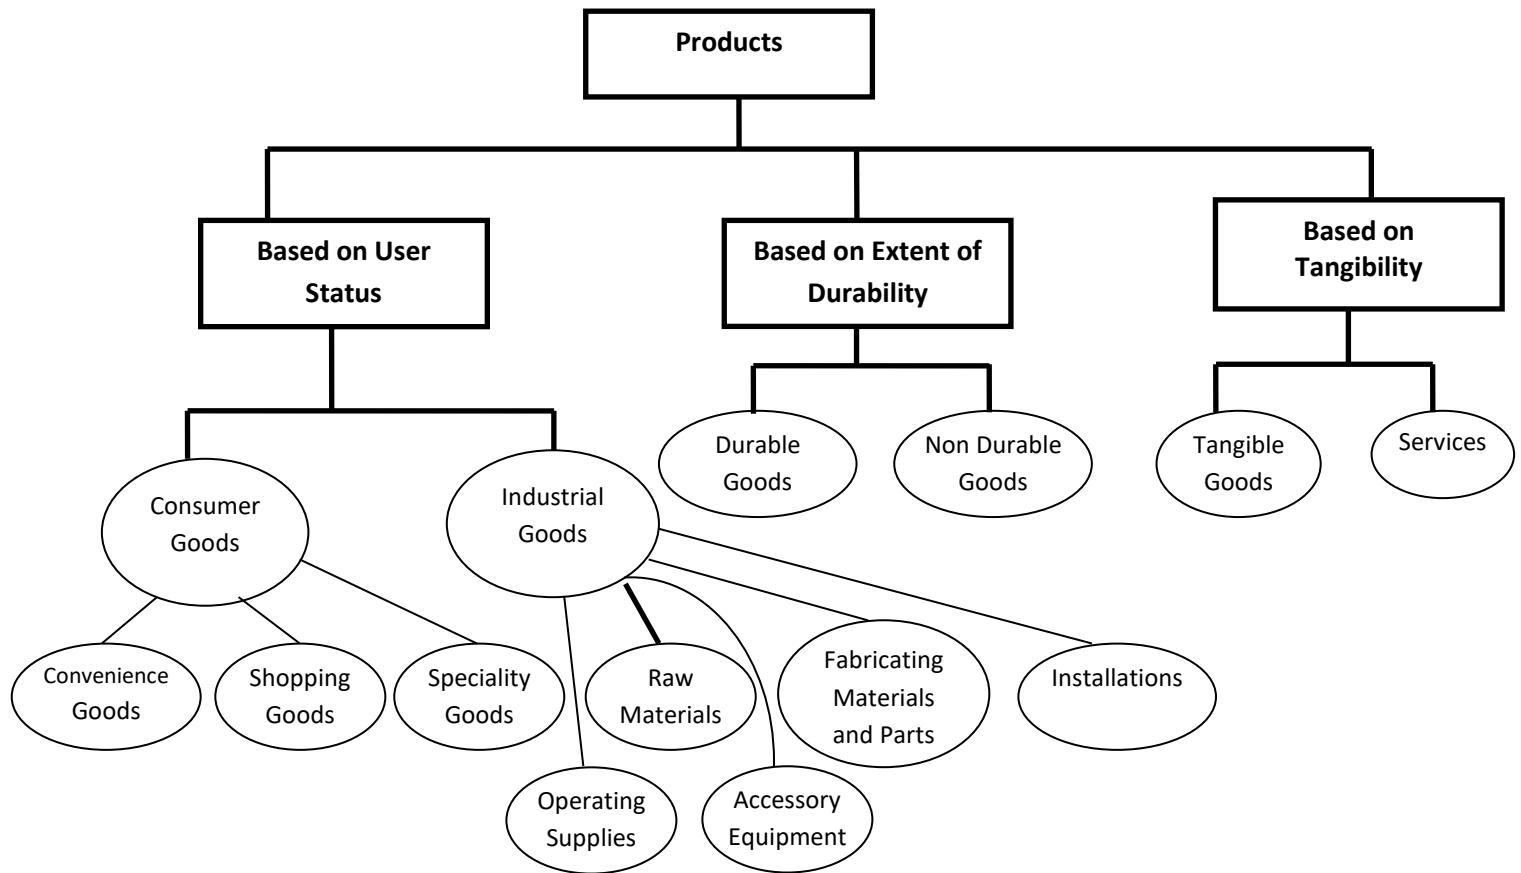 Products
Based on User
Status
Based on Extent of
Durability
Based on
Tangibility
Durable
Goods
Non Durable
Goods
Tangible
Goods
Services
Consumer
Goods
Industrial
Goods
Convenience
Goods
Shopping
Goods
Speciality
Goods
Raw
Materials
Fabricating
Materials
and Parts
Installations
Operating
Supplies
Accessory
Equipment